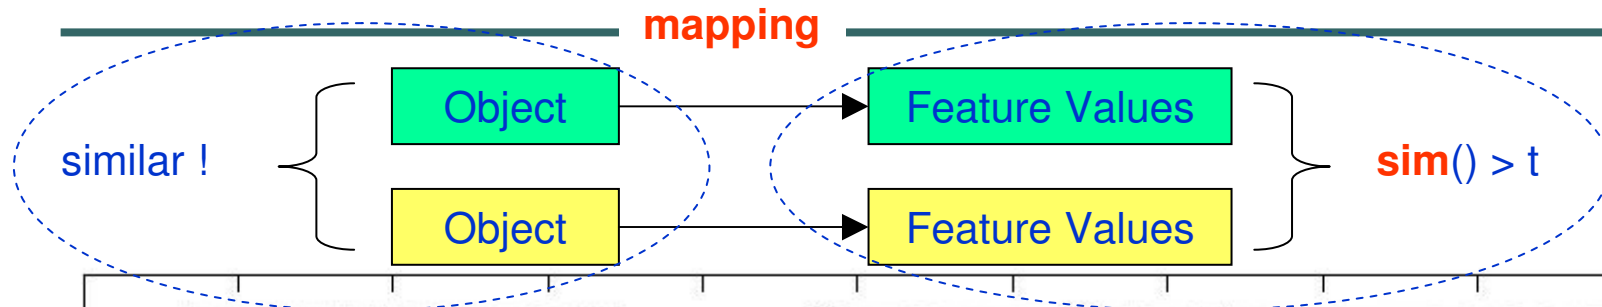 mapping
Object Feature Values
similar ! sim() > t
Object Feature Values